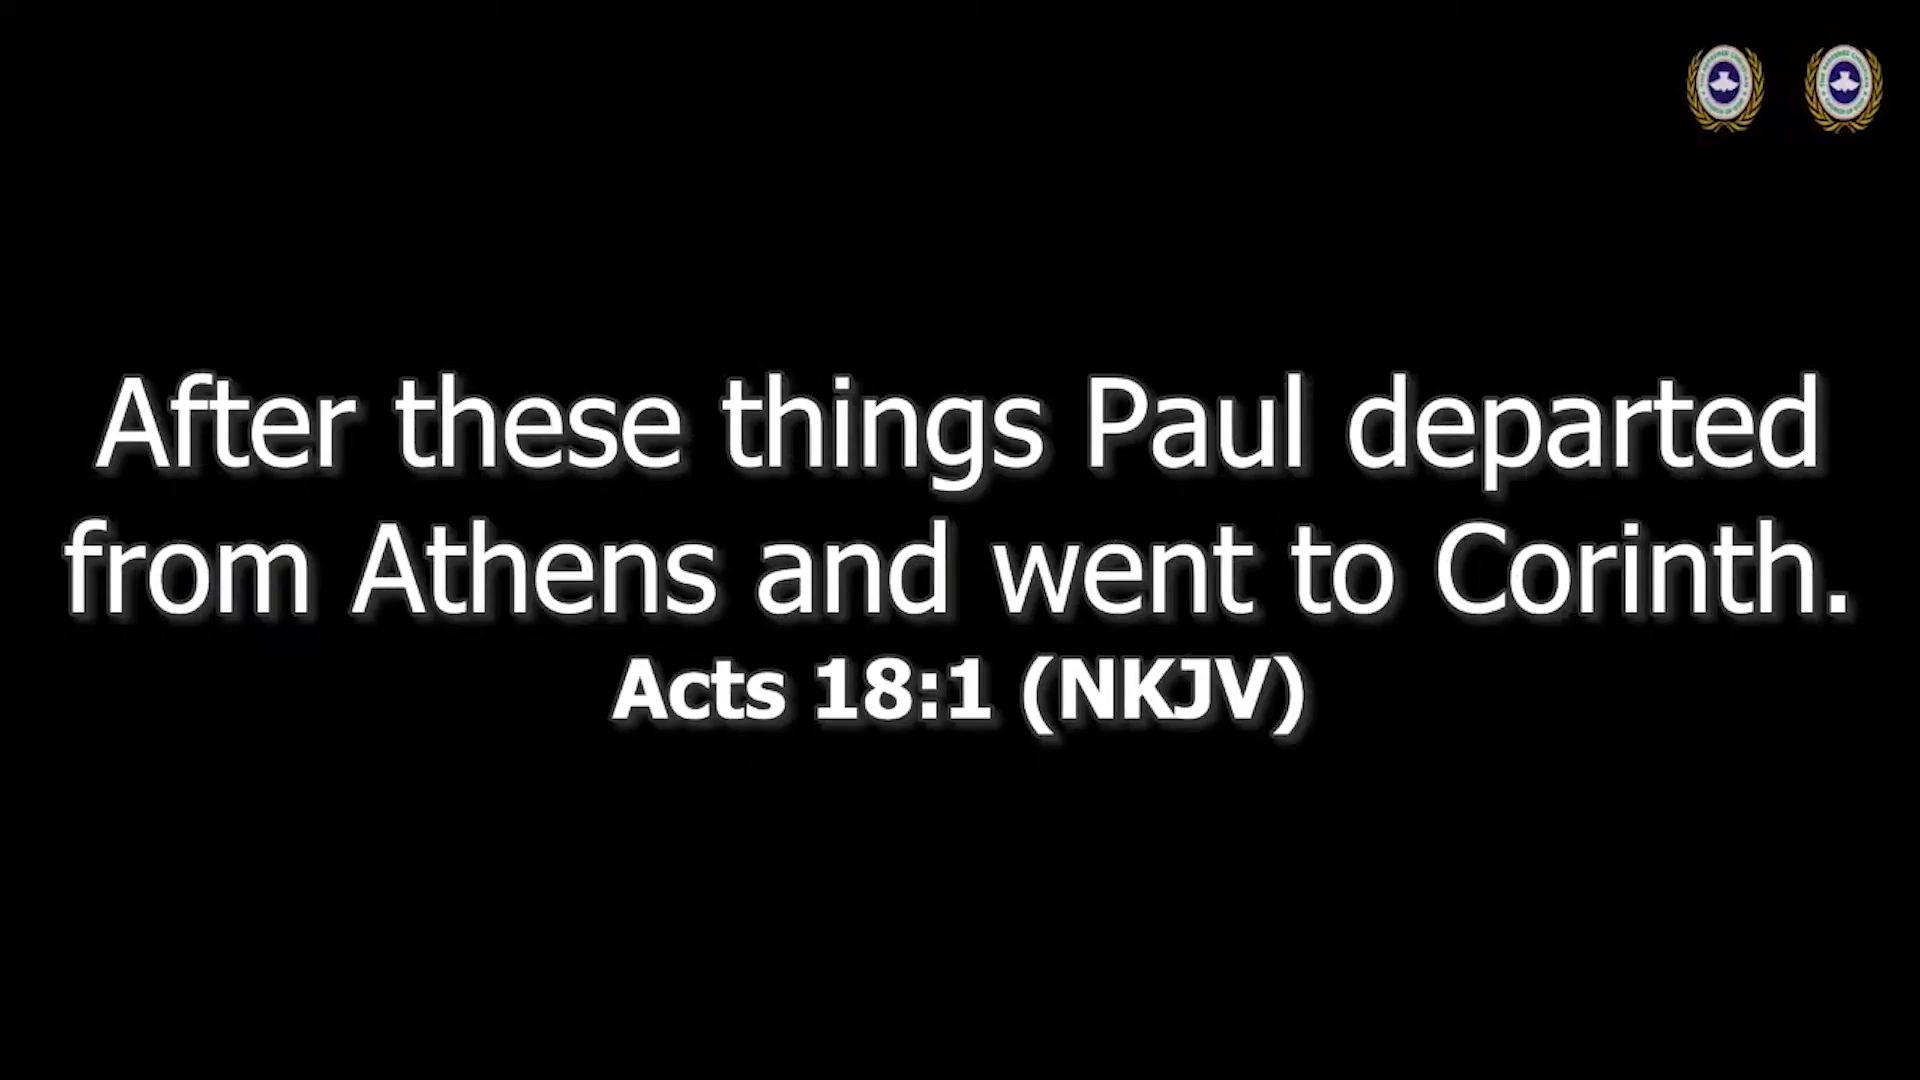 After these things Paul departed
from Athens and went to Corinth.
Acts 18:1 (NKJV)